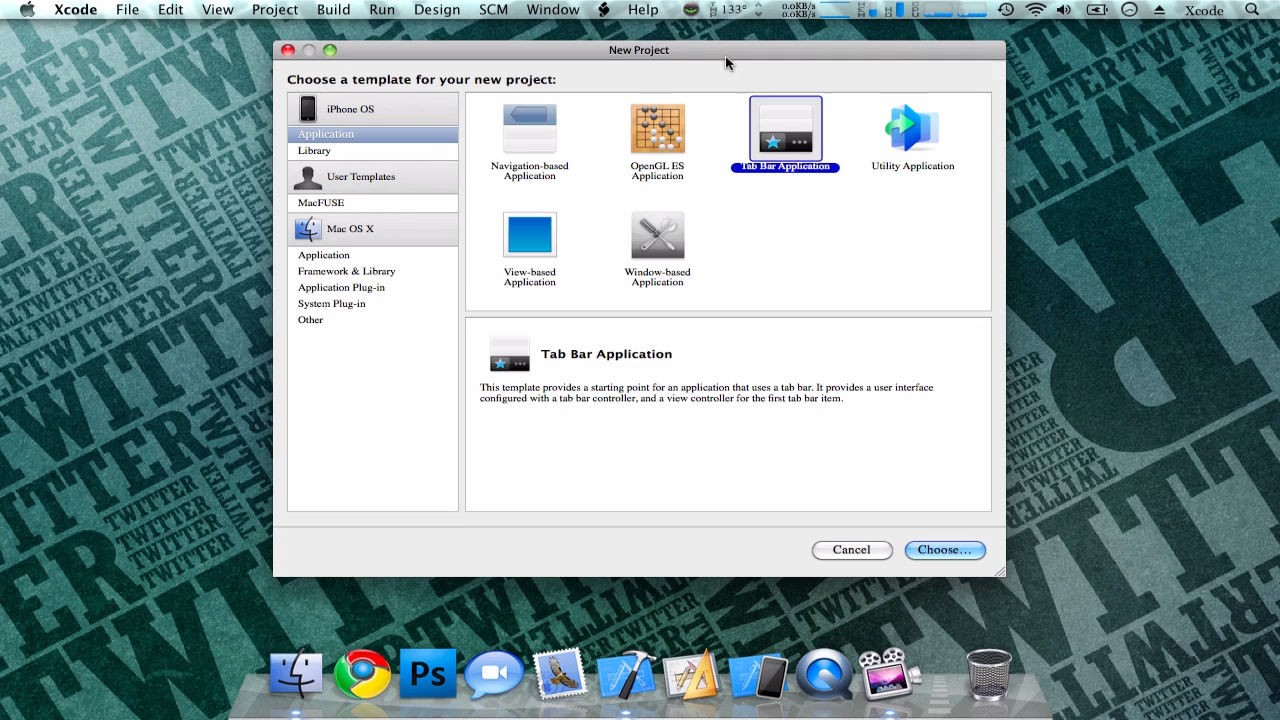 Xcode File Edit View Project Build Run Design SCM Window Help 133° 0.0KB/s 0.0KB/s Xcode
New Project
Choose a template for your new project:
iPhone OS
Application
Library
User Templates
MacFUSE
Mac OS X
Application
Framework & Library
Application Plug-in
System Plug-in
Other
Navigation-based
Application
OpenGL ES
Application
Tab Bar Application
Utility Application
View-based
Application
Window-based
Application
Tab Bar Application
This template provides a starting point for an application that uses a tab bar. It provides a user interface
configured with a tab bar controller, and a view controller for the first tab bar item.
Cancel
Choose...
TWITTER
TWITTER
TWITTER
TWITTER
Ps